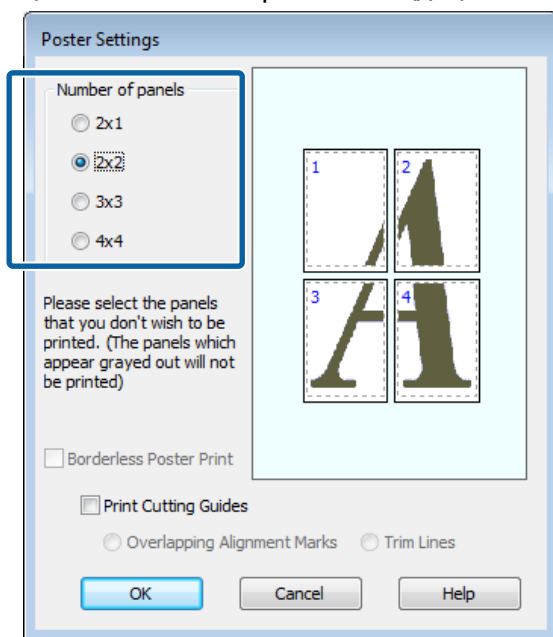 Poster Settings
Number of panels
2x1
2x2
3x3
4x4
1
2
3
4
Please select the panels
that you don't wish to be
printed. (The panels which
appear grayed out will not
be printed)
Borderless Poster Print
Print Cutting Guides
Overlapping Alignment Marks
Trim Lines
OK
Cancel
Help